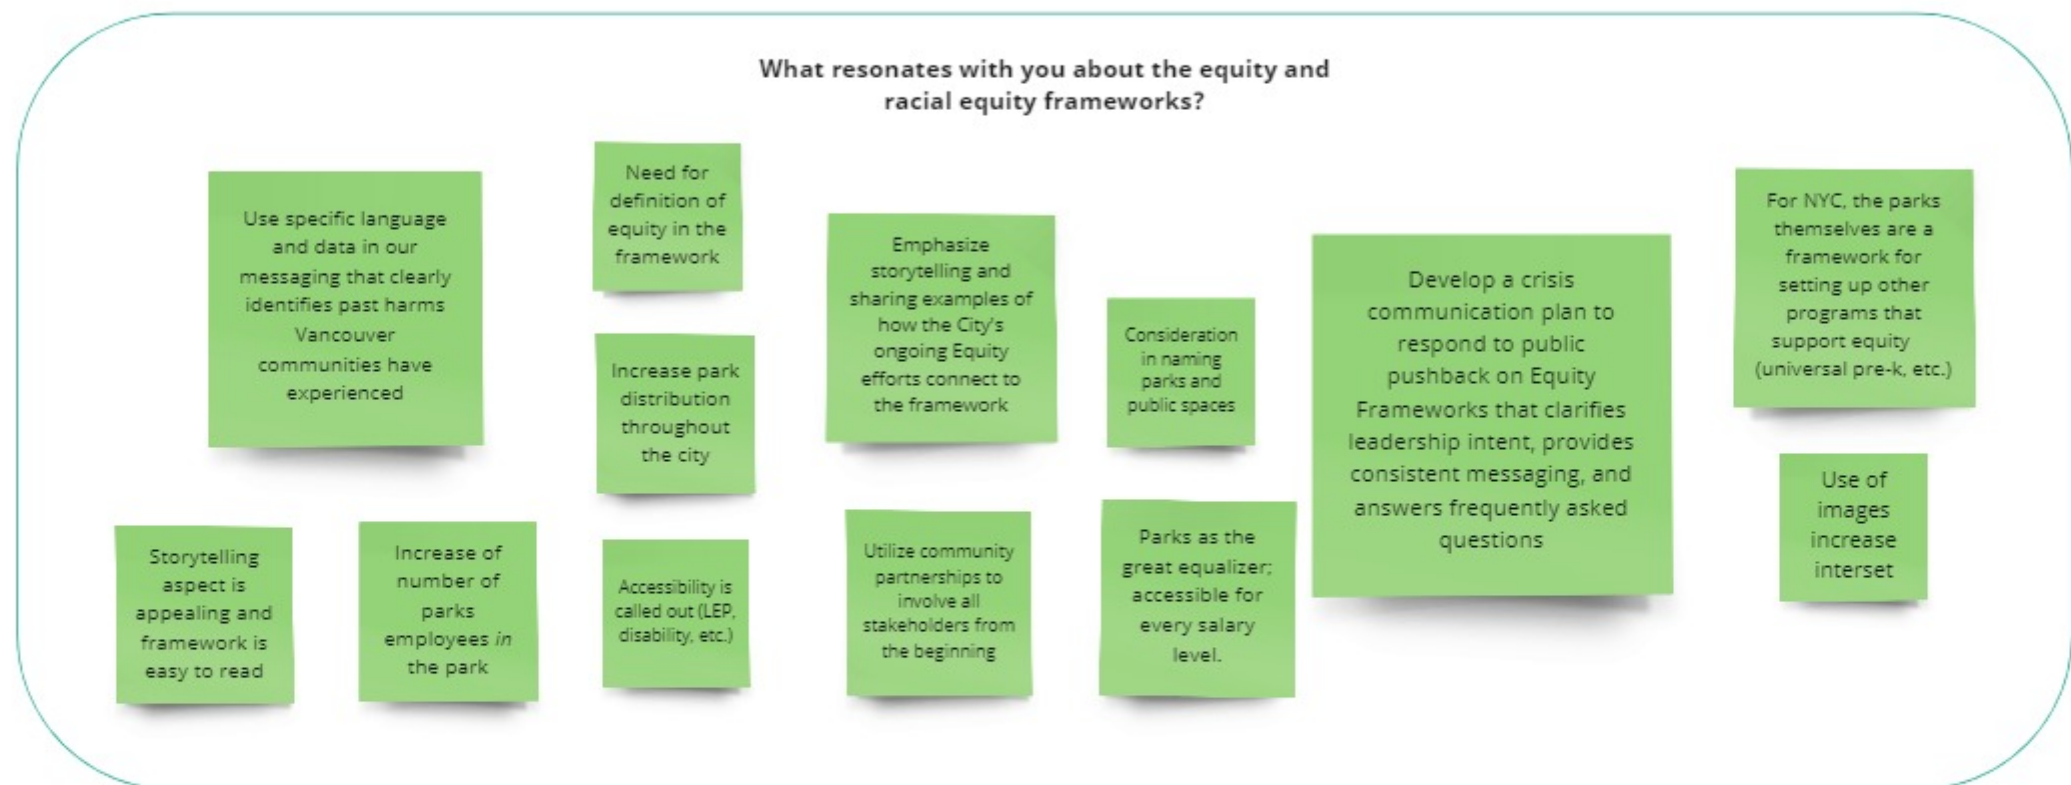 What resonates with you about the equity and
racial equity frameworks?
Use specific language
and data in our
messaging that clearly
identifies past harms
Vancouver
communities have
experienced
Need for
definition of
equity in the
framework
Increase park
distribution
throughout
the city
Emphasize
storytelling and
sharing examples of
how the City's
ongoing Equity
efforts connect to
the framework
Consideration
in naming
parks and
public spaces
Develop a crisis
communication plan to
respond to public
pushback on Equity
Frameworks that clarifies
leadership intent, provides
consistent messaging, and
answers frequently asked
questions
For NYC, the parks
themselves are a
framework for
setting up other
programs that
support equity
(universal pre-k, etc.)
Storytelling
aspect is
appealing and
framework is
easy to read
Increase of
number of
parks
employees in
the park
Accessibility is
called out (LEP,
disability, etc.)
Utilize community
partnerships to
involve all
stakeholders from
the beginning
Parks as the
great equalizer;
accessible for
every salary
level.
Use of
images
increase
interset